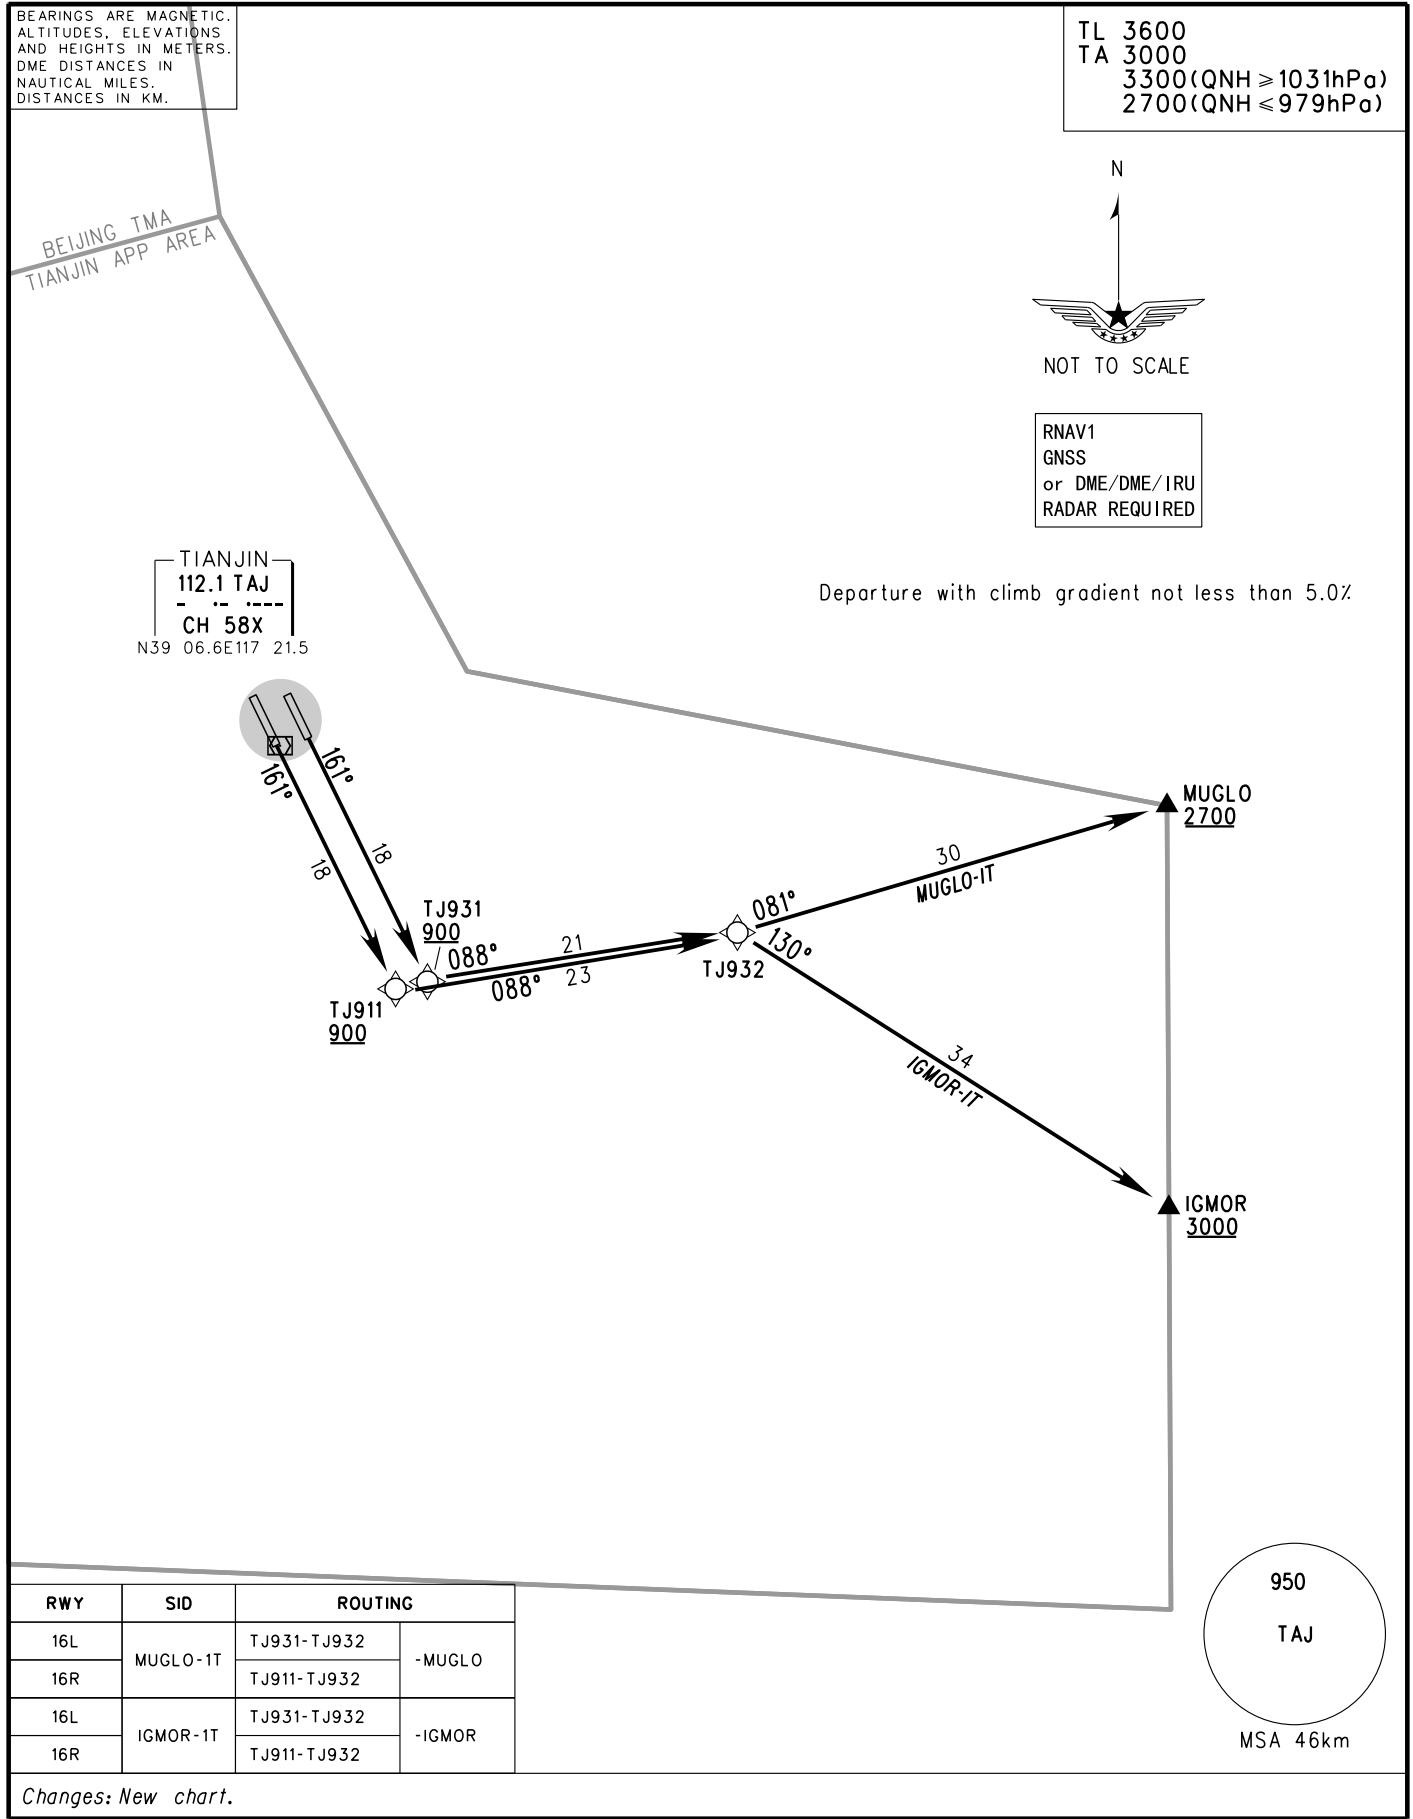 BEARINGS ARE MAGNETIC.
ALTITUDES, ELEVATIONS
AND HEIGHTS IN METERS.
DME DISTANCES IN
NAUTICAL MILES.
DISTANCES IN KM.
TL 3600
TA 3000
3300(QNH ≥ 1031hPa)
2700(QNH ≤ 979hPa)
BEIJING TMA
TIANJIN APP AREA
N
NOT TO SCALE
RNAV1
GNSS
or DME/DME/IRU
RADAR REQUIRED
Departure with climb gradient not less than 5.0%
TIANJIN
112.1 TAJ
- ·- ·---
CH 58X
N39 06.6E117 21.5
161°
161°
18
18
MUGLO
2700
30
MUGLO-1T
081°
TJ931
900
088°
21
088°
23
130°
TJ932
TJ911
900
34
IGMOR-1T
IGMOR
3000
950
TAJ
MSA 46km
RWY SID ROUTING
16L MUGLO-1T TJ931-TJ932 -MUGLO
16R TJ911-TJ932
16L IGMOR-1T TJ931-TJ932 -IGMOR
16R TJ911-TJ932
Changes: New chart.